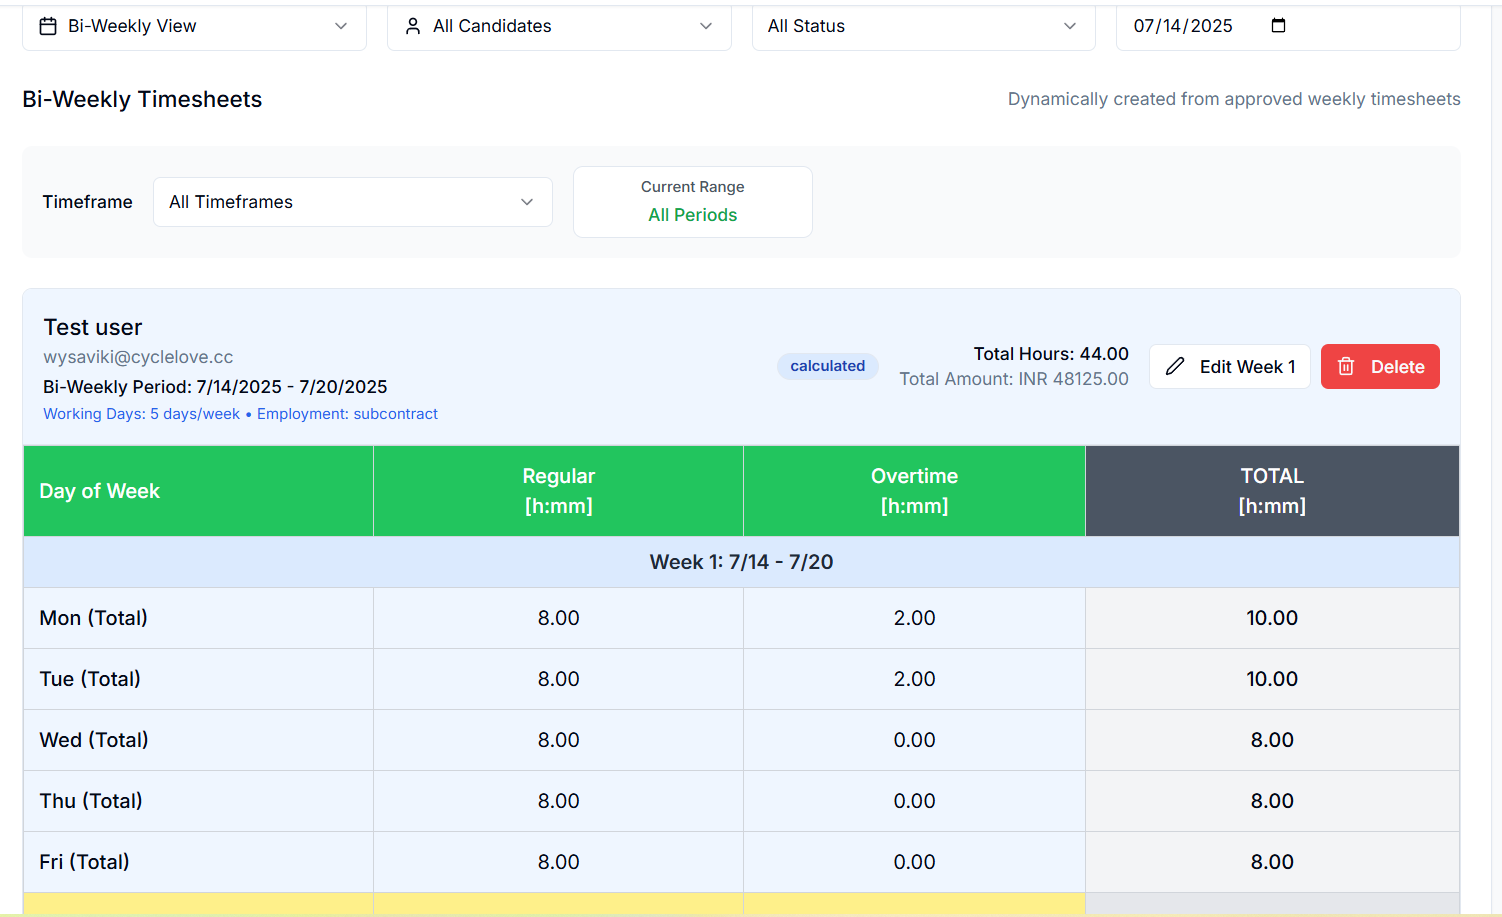 Bi-Weekly View
All Candidates
All Status
07/14/2025
Bi-Weekly Timesheets
Dynamically created from approved weekly timesheets
Timeframe
All Timeframes
Current Range
All Periods
Test user
wysaviki@cyclelove.cc
Bi-Weekly Period: 7/14/2025 - 7/20/2025
Working Days: 5 days/week • Employment: subcontract
calculated
Total Hours: 44.00
Total Amount: INR 48125.00
Edit Week 1
Delete
Day of Week
Regular
[h:mm]
Overtime
[h:mm]
TOTAL
[h:mm]
Week 1: 7/14 - 7/20
Mon (Total) 8.00 2.00 10.00
Tue (Total) 8.00 2.00 10.00
Wed (Total) 8.00 0.00 8.00
Thu (Total) 8.00 0.00 8.00
Fri (Total) 8.00 0.00 8.00